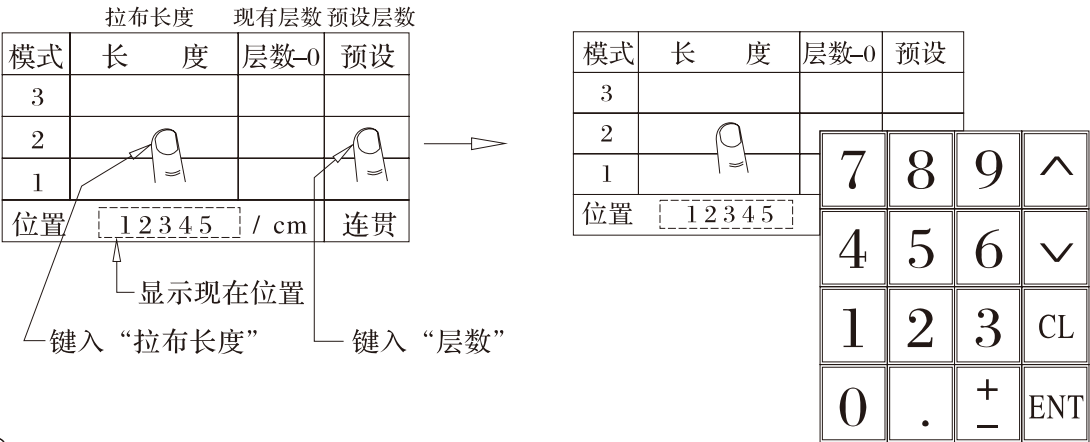 拉布长度 现有层数 预设层数
模式 长 度 层数–0 预设
3
2
1
位置 12345 / cm 连贯
显示现在位置
键入“拉布长度” 键入“层数”
模式 长 度 层数–0 预设
3
2
1
位置 12345
7 8 9 ^
4 5 6 v
1 2 3 CL
0 . ± ENT